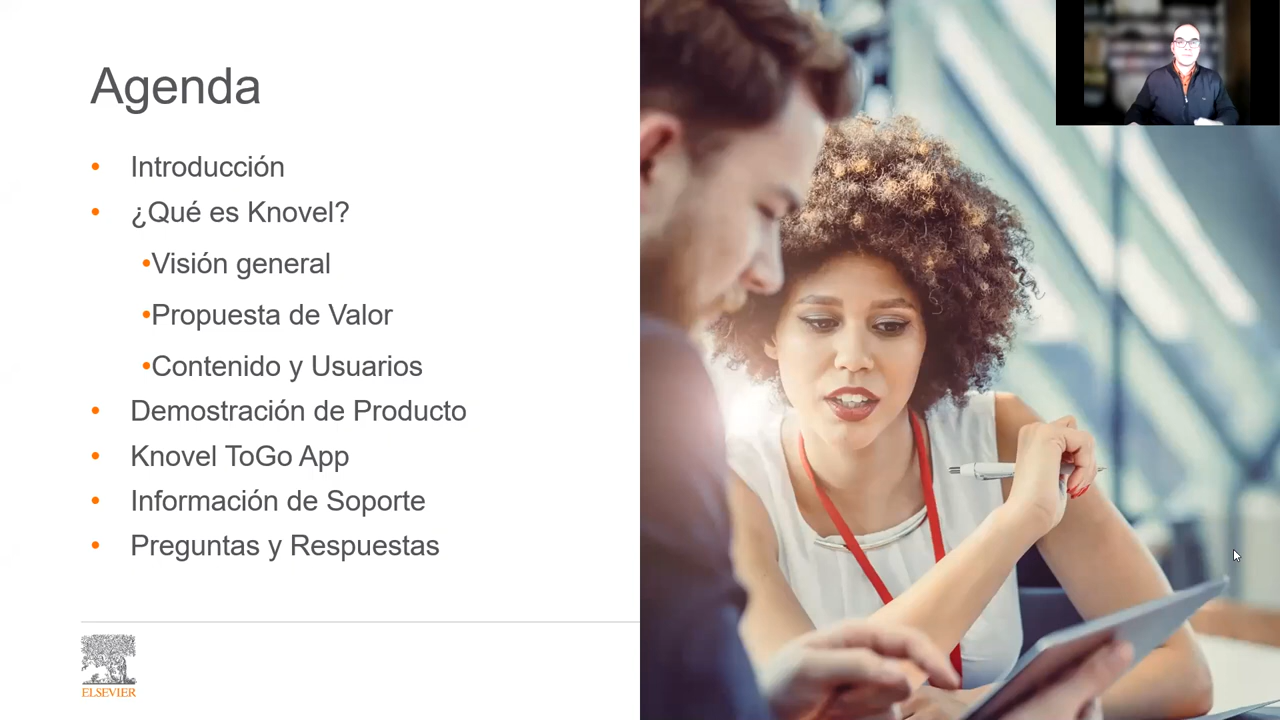 Agenda
• Introducción
• ¿Qué es Knovel?
•Visión general
•Propuesta de Valor
•Contenido y Usuarios
• Demostración de Producto
• Knovel ToGo App
• Información de Soporte
• Preguntas y Respuestas
ELSEVIER